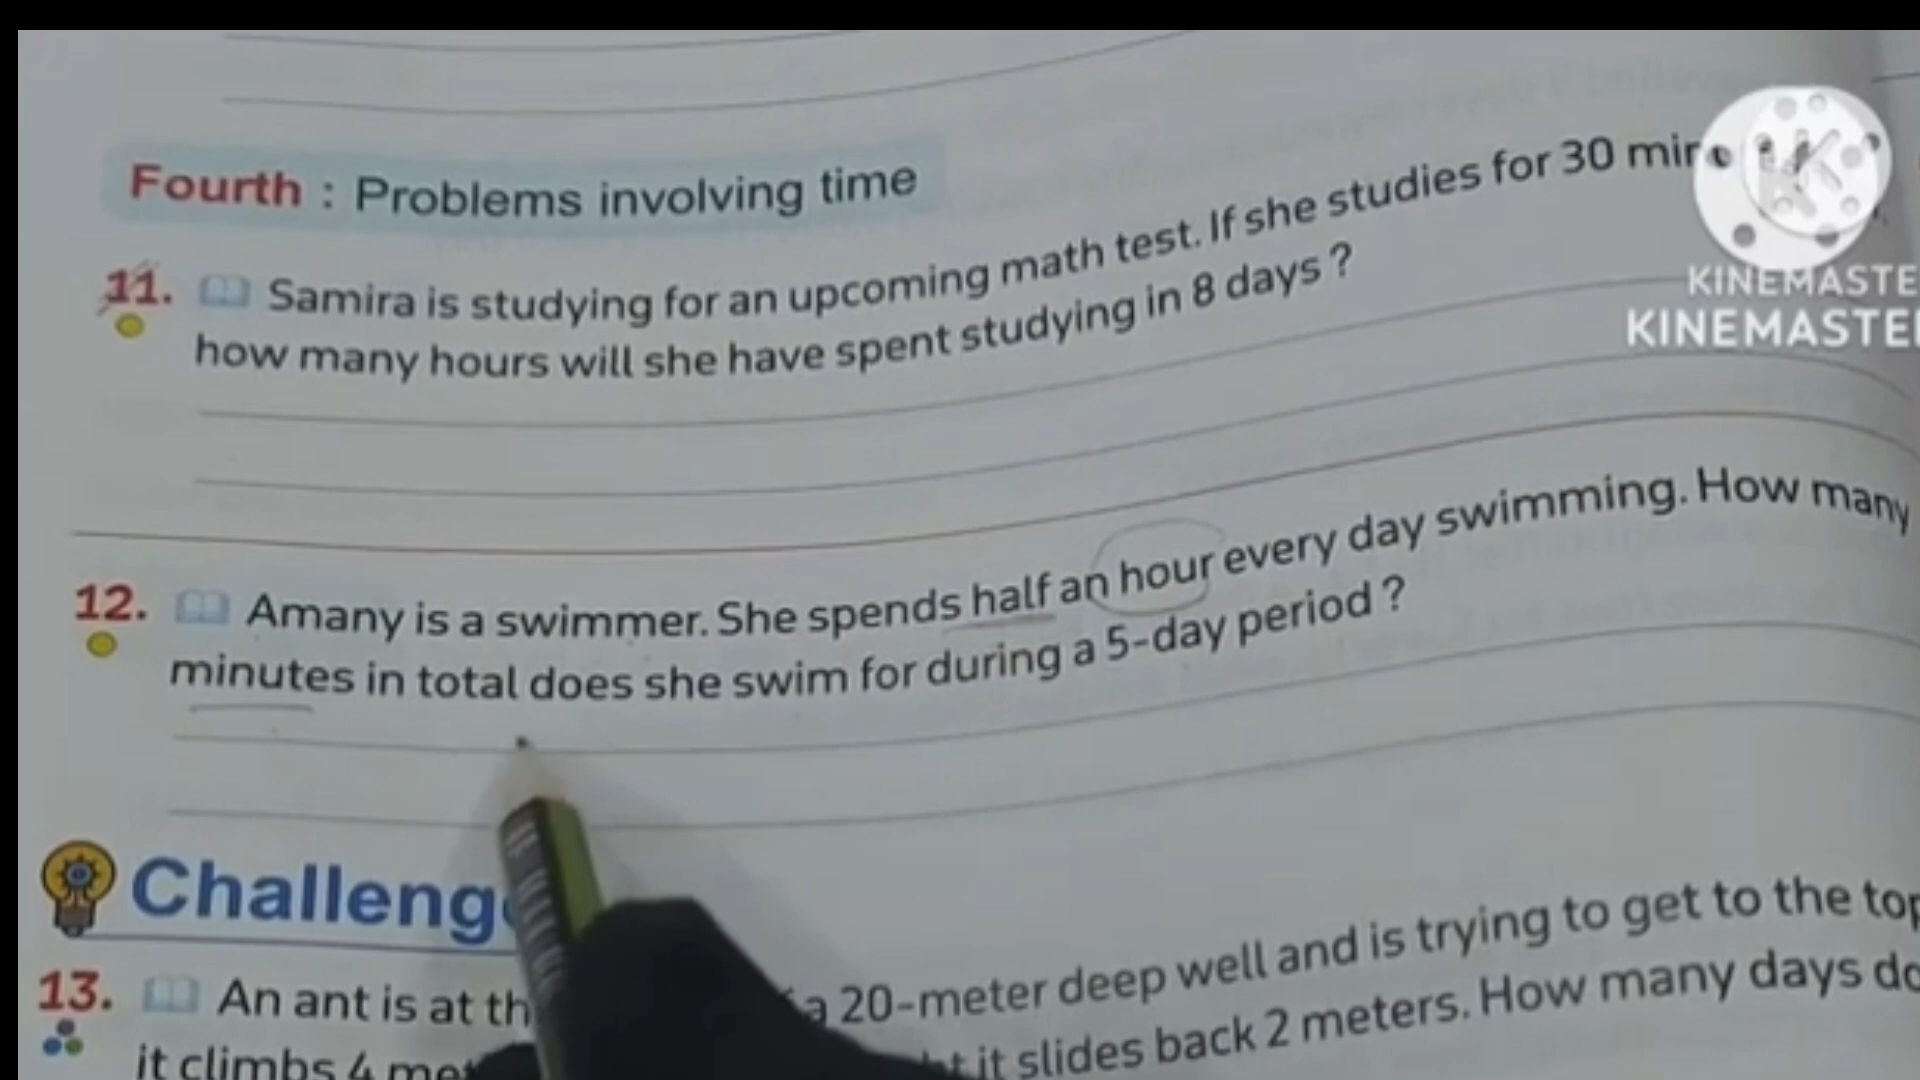 Fourth : Problems involving time
11. Samira is studying for an upcoming math test. If she studies for 30
how many hours will she have spent studying in 8 days ?
12. Amany is a swimmer. She spends half an hour every day swimming. How many
minutes in total does she swim for during a 5-day period ?
Challeng
13. An ant is at th a 20-meter deep well and is trying to get to the top
it climbs 4 it slides back 2 meters. How many days do
KINEMASTE
KINEMASTE